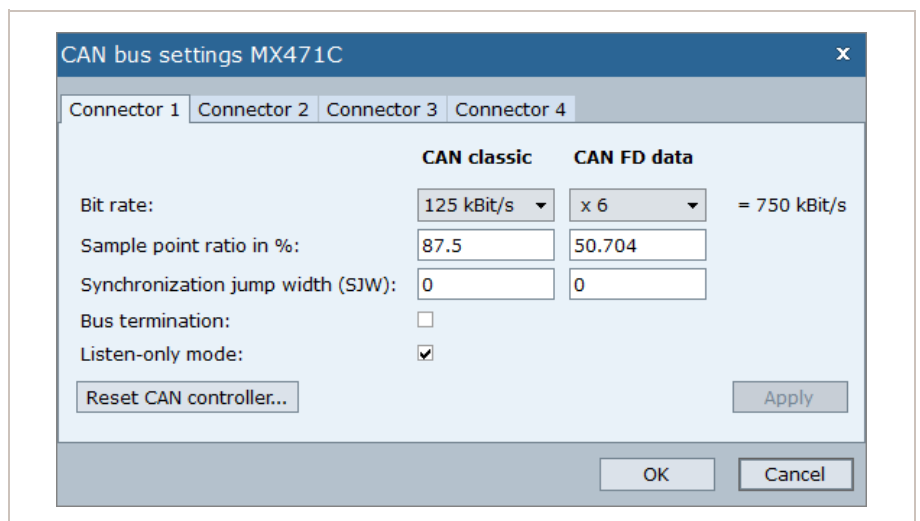 CAN bus settings MX471C x
Connector 1 Connector 2 Connector 3 Connector 4
CAN classic CAN FD data
Bit rate: 125 kBit/s x 6 = 750 kBit/s
Sample point ratio in %: 87.5 50.704
Synchronization jump width (SJW): 0 0
Bus termination:
Listen-only mode:
Reset CAN controller... Apply
OK Cancel